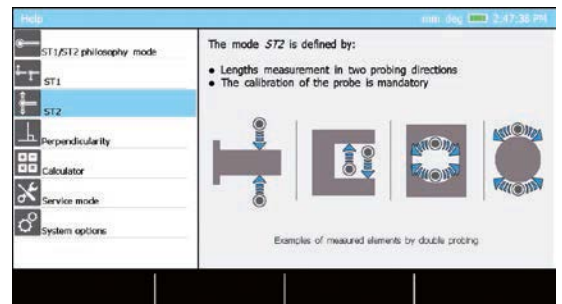 Help
mm deg 2:47:38 PM
ST1/ST2 philosophy mode
ST1
ST2
Perpendicularity
Calculator
Service mode
System options
The mode ST2 is defined by:
● Lengths measurement in two probing directions
● The calibration of the probe is mandatory
Examples of measured elements by double probing